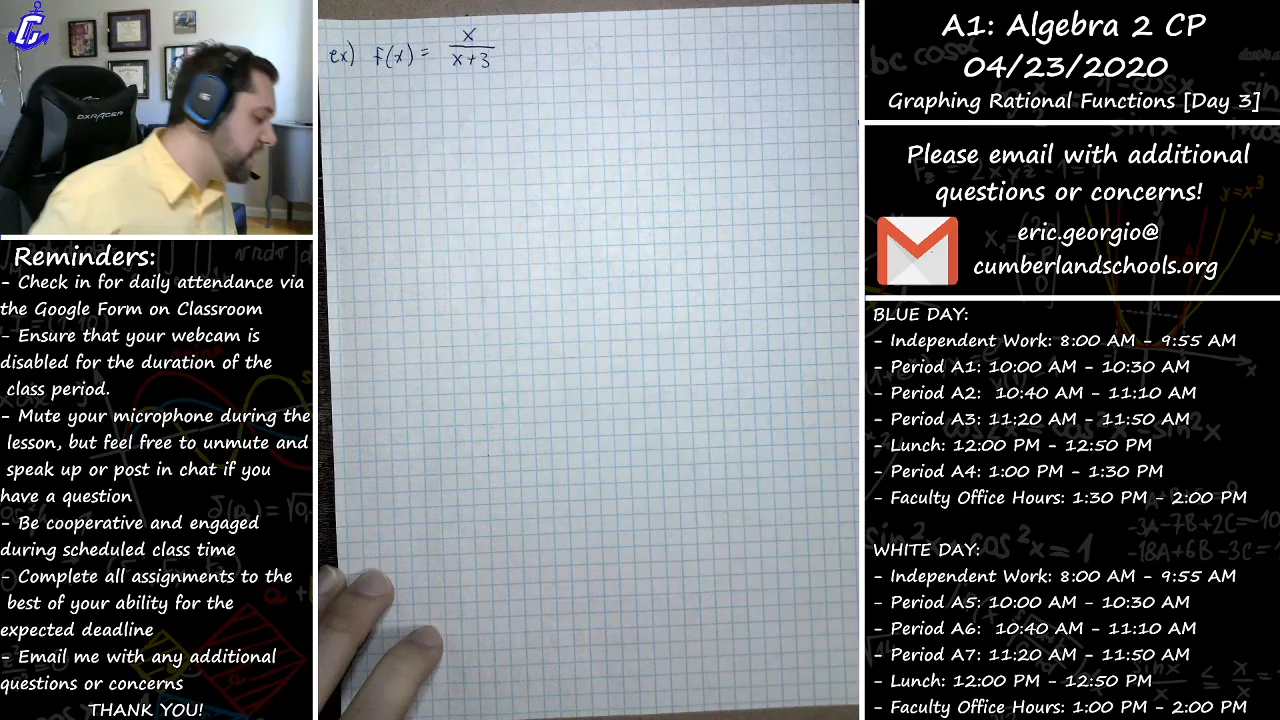 G
DXRACER
ex) f(x) = x
x+3
A1: Algebra 2 CP
04/23/2020
Graphing Rational Functions [Day 3]
Please email with additional
questions or concerns!
eric.georgio@
cumberlandschools.org
Reminders:
- Check in for daily attendance via
the Google Form on Classroom
- Ensure that your webcam is
disabled for the duration of the
class period.
- Mute your microphone during the
lesson, but feel free to unmute and
speak up or post in chat if you
have a question
- Be cooperative and engaged
during scheduled class time
- Complete all assignments to the
best of your ability for the
expected deadline
- Email me with any additional
questions or concerns
THANK YOU!
BLUE DAY:
- Independent Work: 8:00 AM - 9:55 AM
- Period A1: 10:00 AM - 10:30 AM
- Period A2: 10:40 AM - 11:10 AM
- Period A3: 11:20 AM - 11:50 AM
- Lunch: 12:00 PM - 12:50 PM
- Period A4: 1:00 PM - 1:30 PM
- Faculty Office Hours: 1:30 PM - 2:00 PM
WHITE DAY:
- Independent Work: 8:00 AM - 9:55 AM
- Period A5: 10:00 AM - 10:30 AM
- Period A6: 10:40 AM - 11:10 AM
- Period A7: 11:20 AM - 11:50 AM
- Lunch: 12:00 PM - 12:50 PM
- Faculty Office Hours: 1:00 PM - 2:00 PM